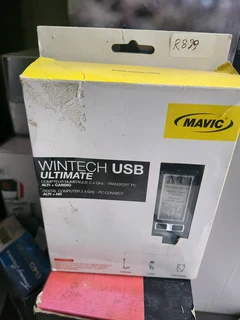 R899
MAVIC
WINTECH USB
ULTIMATE
COMPTEUR NUMÉRIQUE 2.4 GHz - TRANSFERT PC
ALTI + CARDIO
DIGITAL COMPUTER 2.4 GHz - PC CONNECT
ALTI + HR